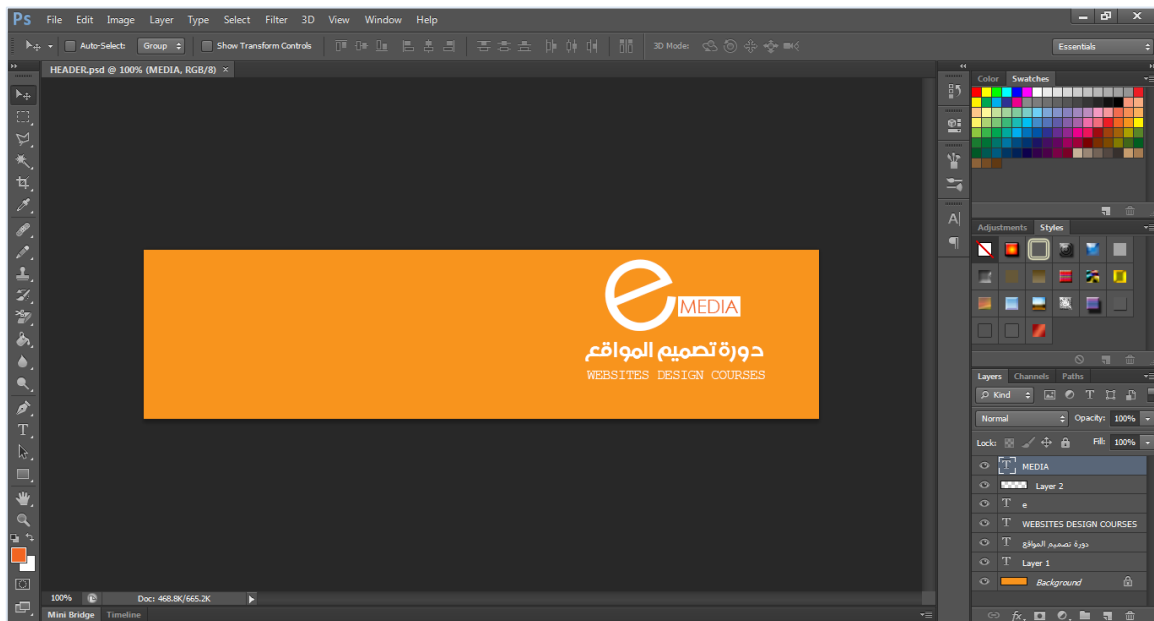 Ps File Edit Image Layer Type Select Filter 3D View Window Help
Auto-Select: Group Show Transform Controls 3D Mode: Essentials
HEADER.psd @ 100% (MEDIA, RGB/8) ×
Color Swatches
Adjustments Styles
e
MEDIA
دورة تصميم المواقع
WEBSITES DESIGN COURSES
Layers Channels Paths
Kind
Normal Opacity: 100%
Lock: Fill: 100%
T MEDIA
Layer 2
T e
T WEBSITES DESIGN COURSES
T دورة تصميم المواقع
T Layer 1
Background
100% Doc: 468.8K/665.2K
Mini Bridge Timeline
fx